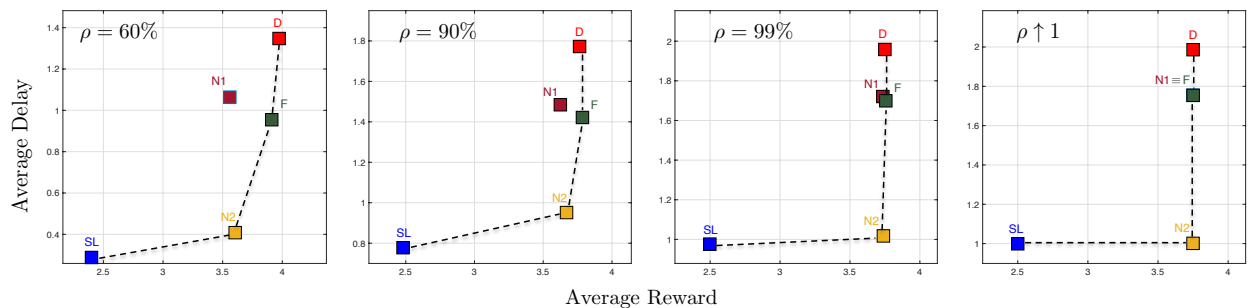 Average Delay
ρ = 60%
1.4
1.2
1
0.8
0.6
0.4
2.5
3
3.5
4
D
N1
F
N2
SL
ρ = 90%
1.8
1.6
1.4
1.2
1
0.8
2.5
3
3.5
4
D
N1
F
N2
SL
ρ = 99%
2
1.8
1.6
1.4
1.2
1
2.5
3
3.5
4
D
N1
F
N2
SL
ρ ↑ 1
2
1.8
1.6
1.4
1.2
1
2.5
3
3.5
4
D
N1≡F
N2
SL
Average Reward